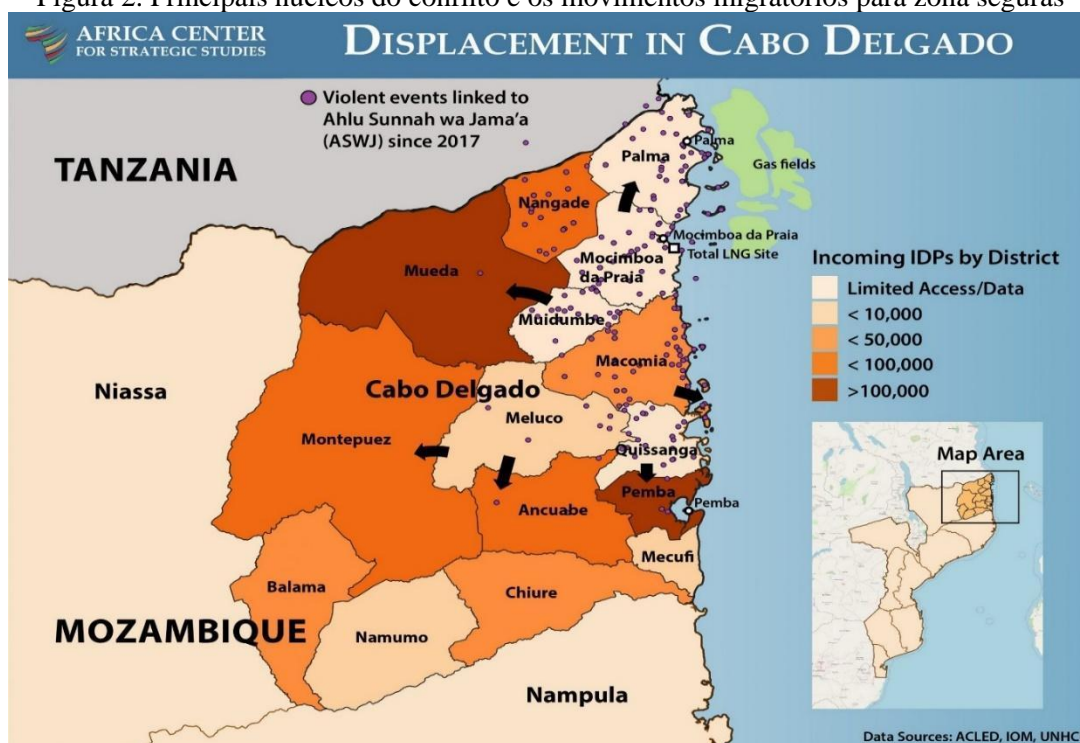 Figura 2. Principais núcleos do conflito e os movimentos migratórios para zona seguras
AFRICA CENTER
FOR STRATEGIC STUDIES
DISPLACEMENT IN CABO DELGADO
Violent events linked to
Ahlu Sunnah wa Jama'a
(ASWJ) since 2017
TANZANIA
Palma
Palma
Gas fields
Nangade
Mocimboa da Praia
Total LNG Site
Mueda
Mocimboa
da Praia
Muidumbe
Incoming IDPs by District
Limited Access/Data
< 10,000
< 50,000
< 100,000
>100,000
Macomia
Niassa
Cabo Delgado
Meluco
Montepuez
Quissanga
Map Area
Pemba
Pemba
Ancuabe
Mecufi
Balama
Chiure
MOZAMBIQUE
Namumo
Nampula
Data Sources: ACLED, IOM, UNHC